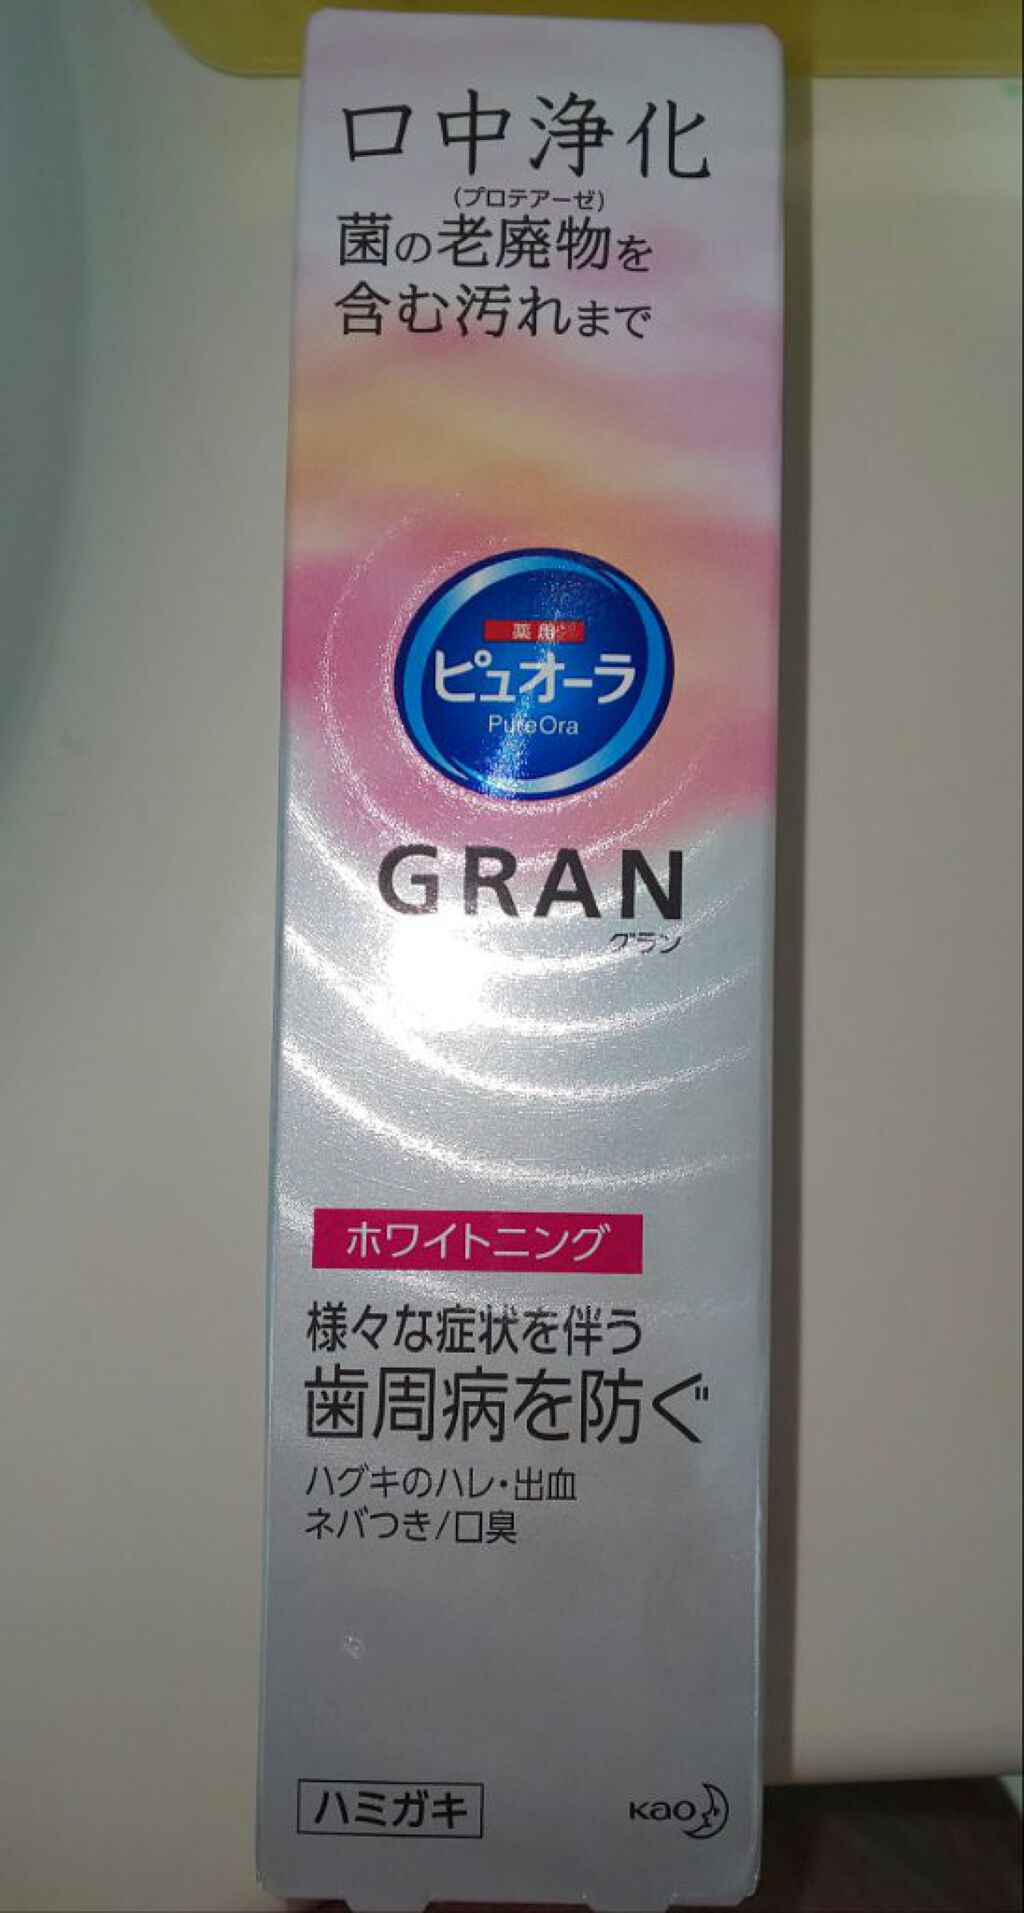 口中浄化
(プロテアーゼ)
菌の老廃物を
含む汚れまで
薬用
ピュオーラ
PureOra
GRAN
グラン
ホワイトニング
様々な症状を伴う
歯周病を防ぐ
ハグキのハレ・出血
ネバつき/口臭
ハミガキ
Kao